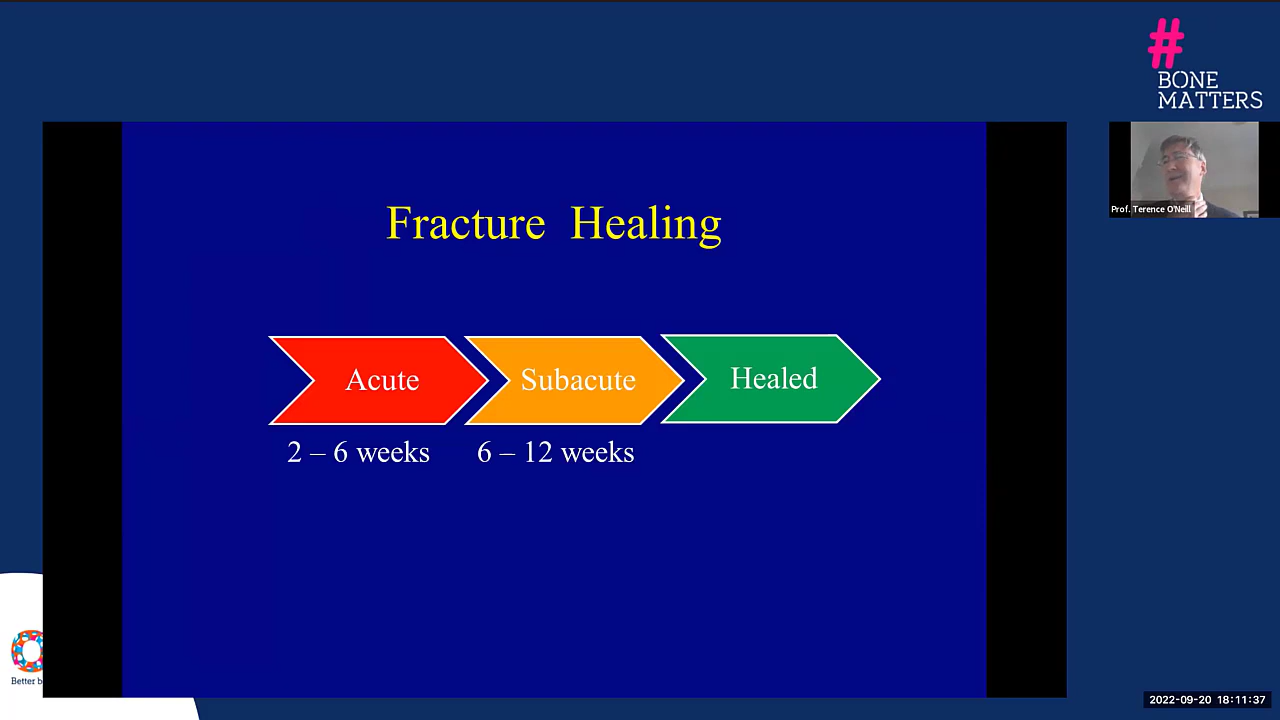 #
BONE
MATTERS
Prof. Terence O'Neill
Fracture Healing
Acute
Subacute
Healed
2 – 6 weeks
6 – 12 weeks
Better b
2022-09-20 18:11:37